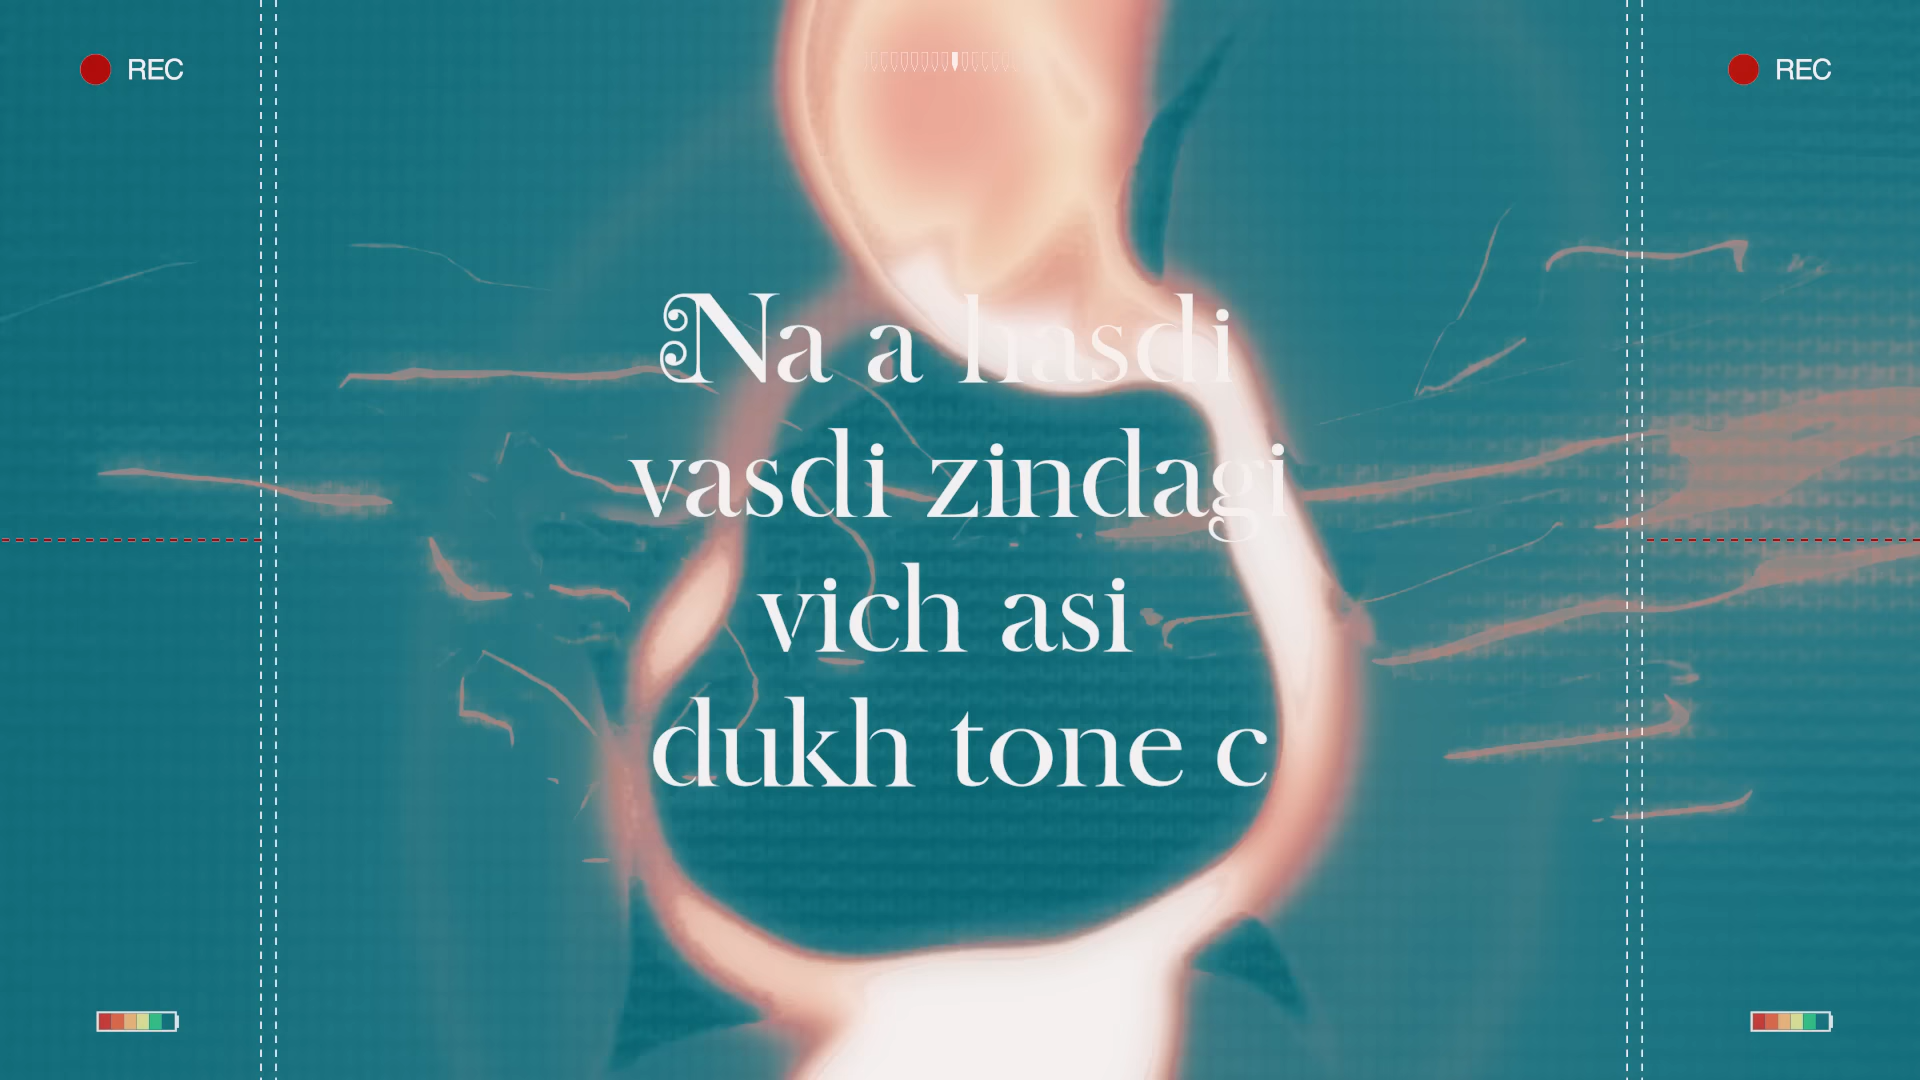 REC
REC
Na a hasdi
vasdi zindagi
vich asi
dukh tone c